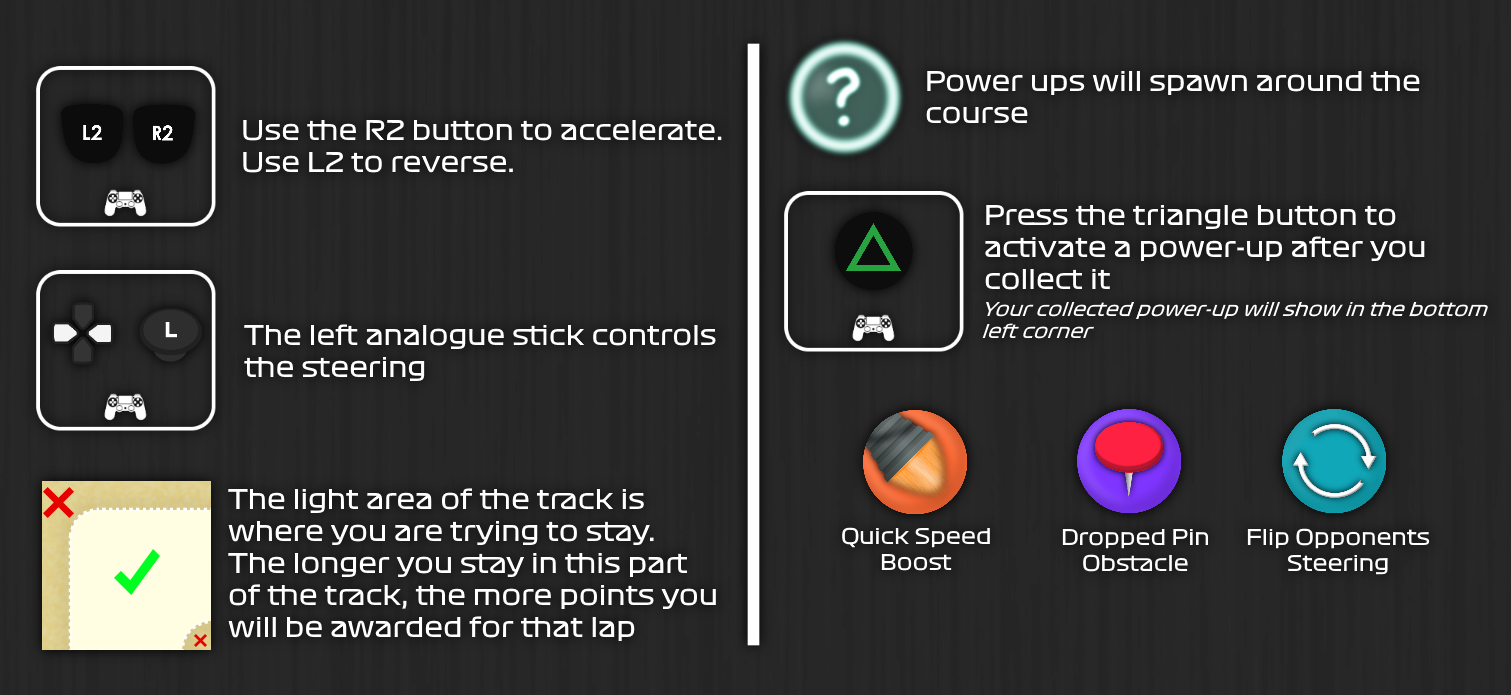 L2 R2
Use the R2 button to accelerate.
Use L2 to reverse.
L
The left analogue stick controls
the steering
The light area of the track is
where you are trying to stay.
The longer you stay in this part
of the track, the more points you
will be awarded for that lap
?
Power ups will spawn around the
course
Press the triangle button to
activate a power-up after you
collect it
Your collected power-up will show in the bottom
left corner
Quick Speed
Boost
Dropped Pin
Obstacle
Flip Opponents
Steering